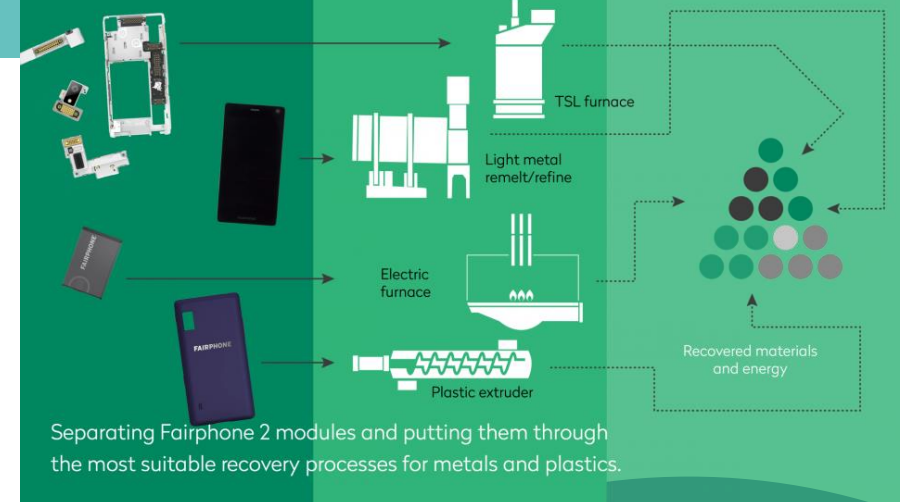 TSL furnace
Light metal
remelt/refine
FAIRPHONE
Electric
furnace
FAIRPHONE
Recovered materials
and energy
Plastic extruder
Separating Fairphone 2 modules and putting them through
the most suitable recovery processes for metals and plastics.